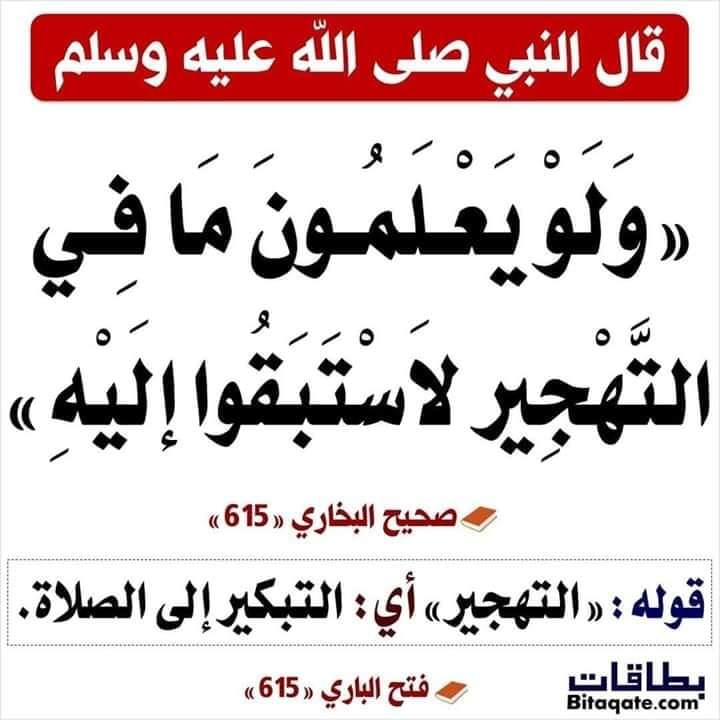 قال النبي صلى الله عليه وسلم
«وَلَوْ يَعْلَمُونَ مَا فِي
التَّهْجِيرِ لَاسْتَبَقُوا إِلَيْهِ»
صحيح البخاري «615»
قوله: «التهجير» أي: التبكير إلى الصلاة.
فتح الباري «615»
بطاقات
Bitaqate.com